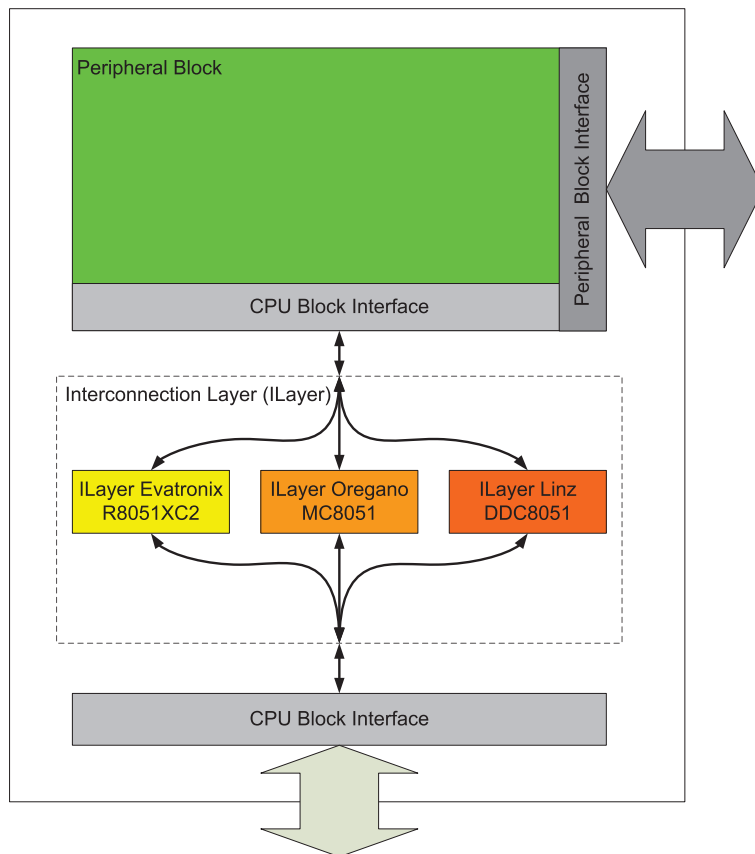 Peripheral Block
Peripheral Block Interface
CPU Block Interface
Interconnection Layer (ILayer)
ILayer Evatronix
R8051XC2
ILayer Oregano
MC8051
ILayer Linz
DDC8051
CPU Block Interface